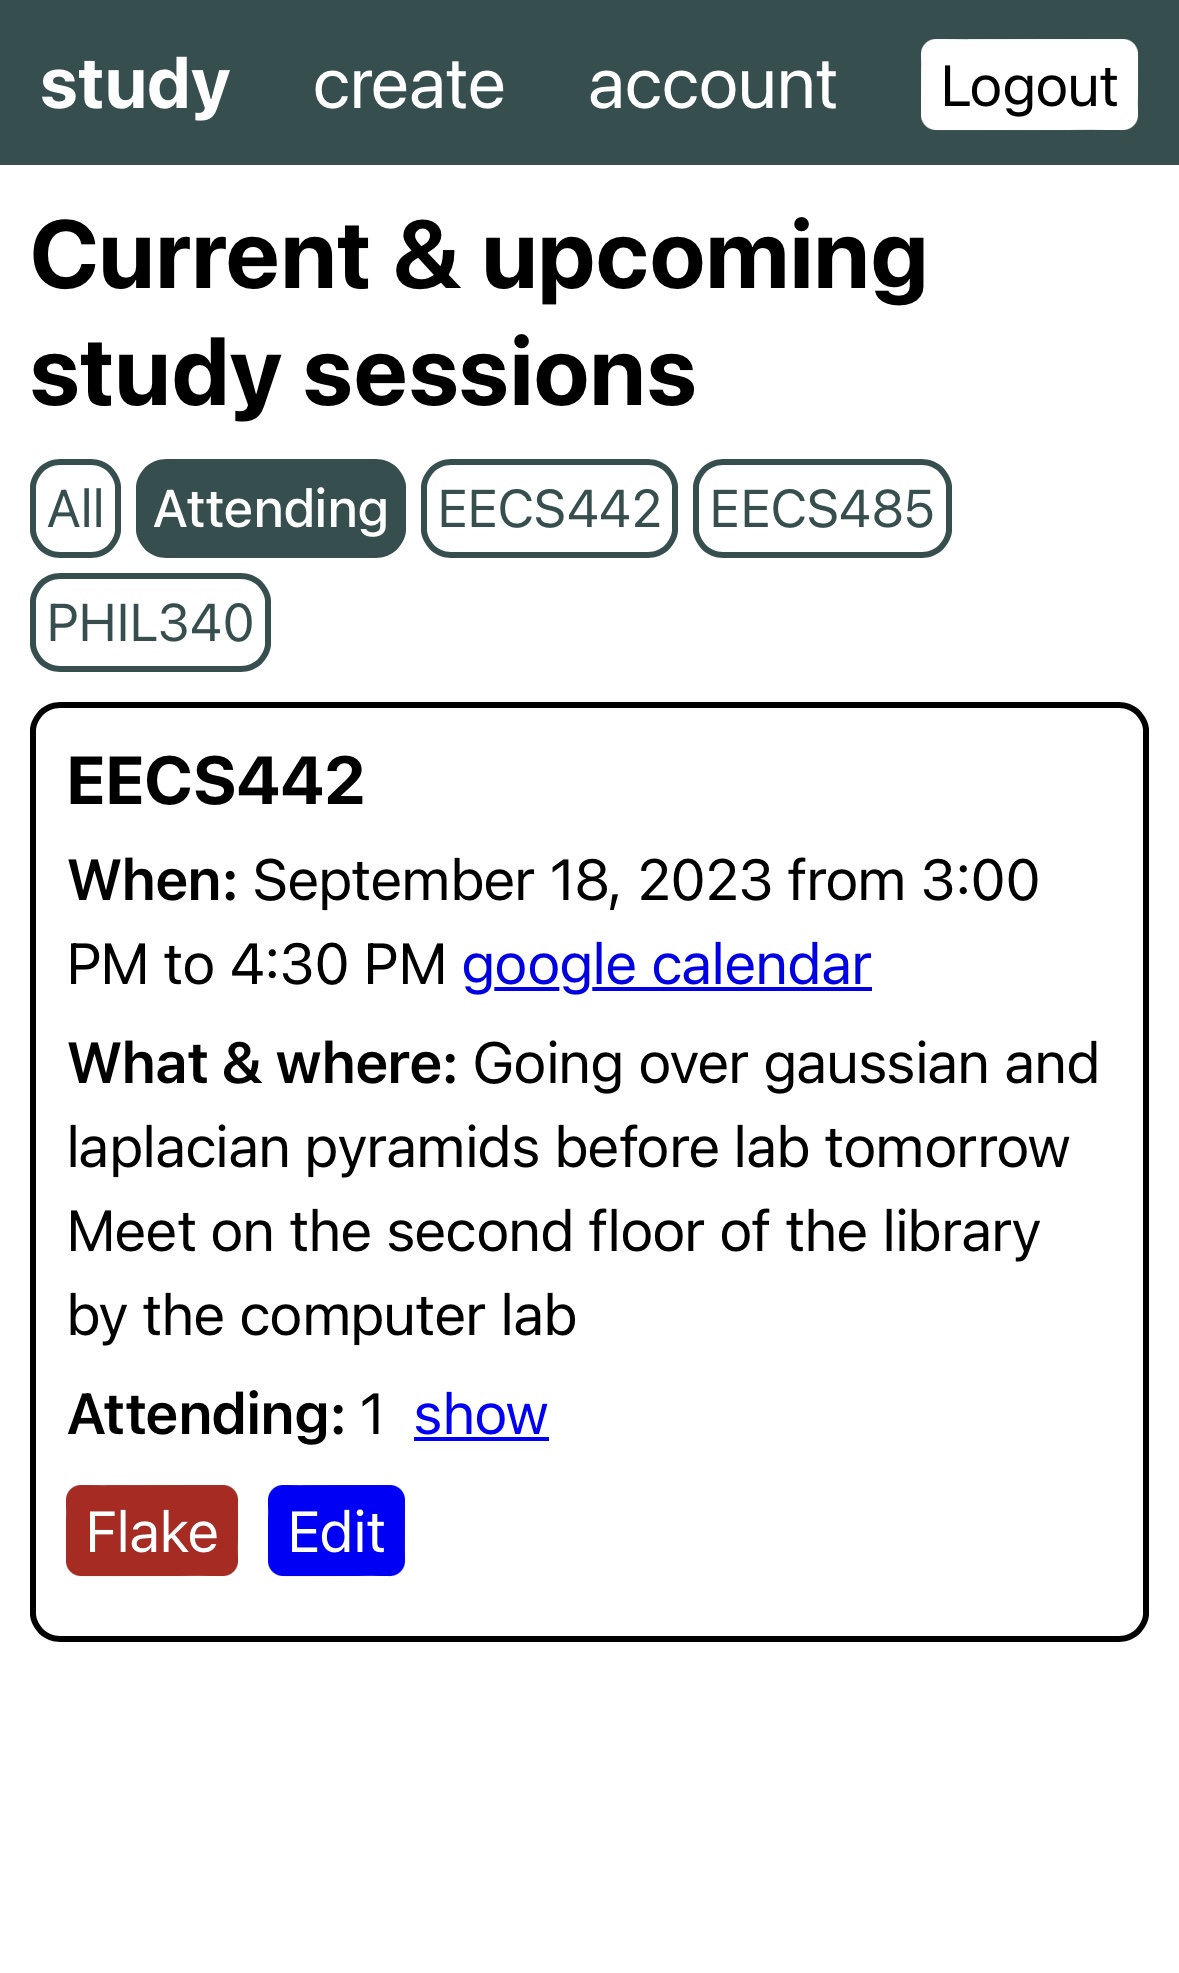 study create account Logout
Current & upcoming
study sessions
All Attending EECS442 EECS485
PHIL340
EECS442
When: September 18, 2023 from 3:00
PM to 4:30 PM google calendar
What & where: Going over gaussian and
laplacian pyramids before lab tomorrow
Meet on the second floor of the library
by the computer lab
Attending: 1 show
Flake Edit